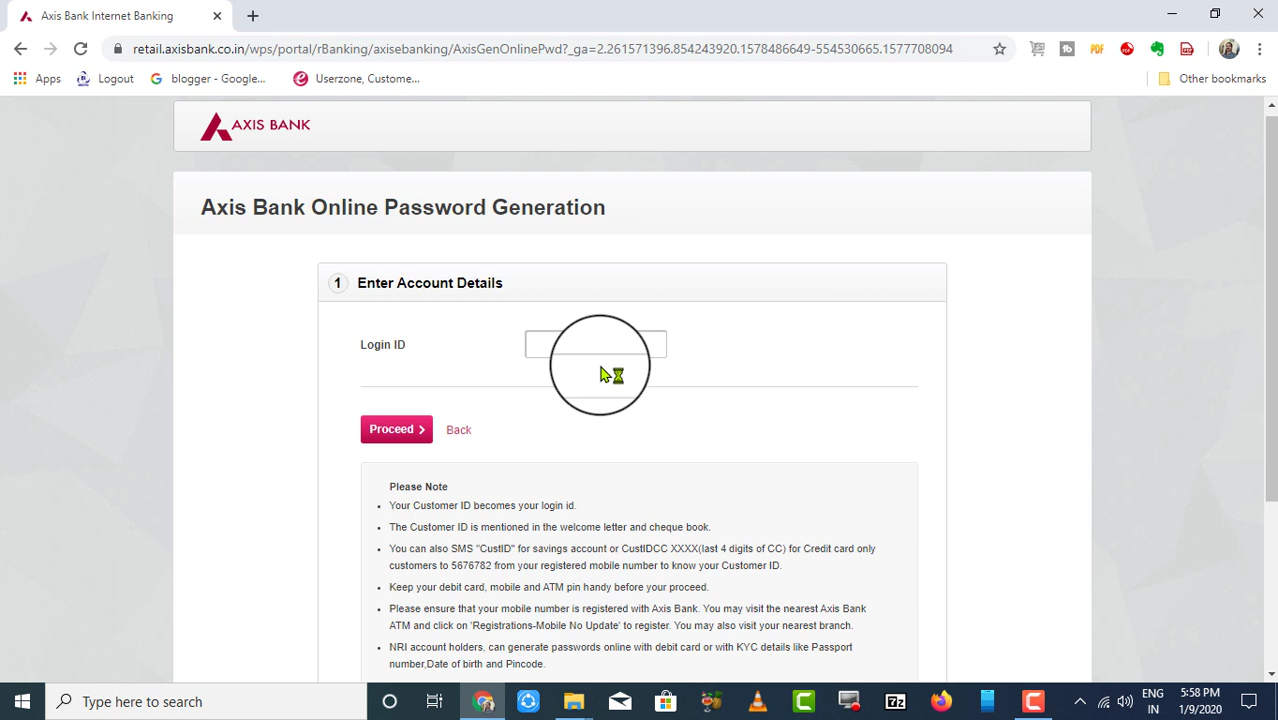 Axis Bank Internet Banking
retail.axisbank.co.in/wps/portal/rBanking/axisebanking/AxisGenOnlinePwd?_ga=2.261571396.854243920.1578486649-554530665.1577708094
Apps Logout blogger - Google... Userzone, Custome... Other bookmarks
AXIS BANK
Axis Bank Online Password Generation
1 Enter Account Details
Login ID
Proceed Back
Please Note
• Your Customer ID becomes your login id.
• The Customer ID is mentioned in the welcome letter and cheque book.
• You can also SMS "CustID" for savings account or CustIDCC XXXX(last 4 digits of CC) for Credit card only
customers to 5676782 from your registered mobile number to know your Customer ID.
• Keep your debit card, mobile and ATM pin handy before your proceed.
• Please ensure that your mobile number is registered with Axis Bank. You may visit the nearest Axis Bank
ATM and click on 'Registrations-Mobile No Update' to register. You may also visit your nearest branch.
• NRI account holders, can generate passwords online with debit card or with KYC details like Passport
number,Date of birth and Pincode.
Type here to search
7z
ENG 5:58 PM
IN 1/9/2020